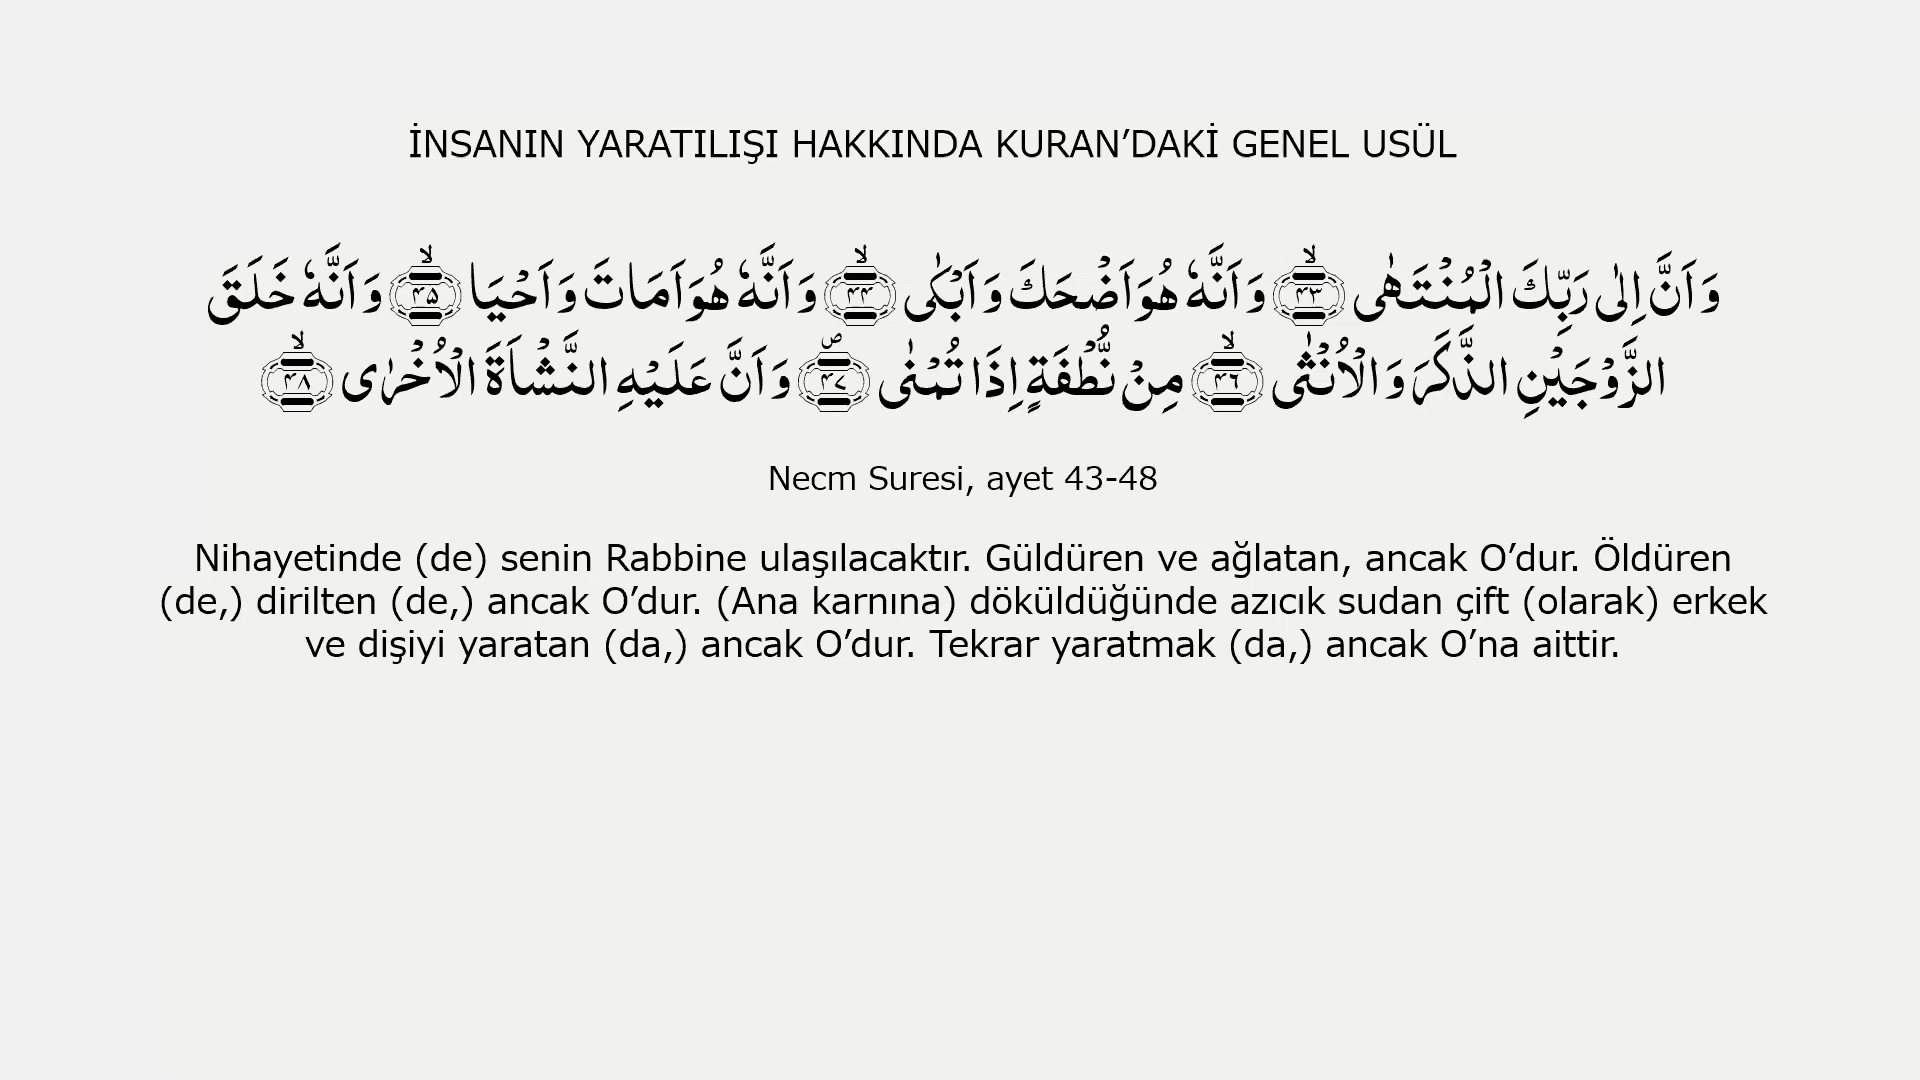 İNSANIN YARATILIŞI HAKKINDA KURAN’DAKİ GENEL USÜL
وَاَنَّ اِلٰى رَبِّكَ الْمُنْتَهٰىۙ ﴿٤٣﴾ وَاَنَّهُ هُوَ اَضْحَكَ وَاَبْكٰىۙ ﴿٤٤﴾ وَاَنَّهُ هُوَ اَمَاتَ وَاَحْيَاۙ ﴿٤٥﴾ وَاَنَّهُ خَلَقَ
الزَّوْجَيْنِ الذَّكَرَ وَالْاُنْثٰىۙ ﴿٤٦﴾ مِنْ نُطْفَةٍ اِذَا تُمْنٰىۖ ﴿٤٧﴾ وَاَنَّ عَلَيْهِ النَّشْاَةَ الْاُخْرٰىۙ ﴿٤٨﴾
Necm Suresi, ayet 43-48
Nihayetinde (de) senin Rabbine ulaşılacaktır. Güldüren ve ağlatan, ancak O’dur. Öldüren
(de,) dirilten (de,) ancak O’dur. (Ana karnına) döküldüğünde azıcık sudan çift (olarak) erkek
ve dişiyi yaratan (da,) ancak O’dur. Tekrar yaratmak (da,) ancak O’na aittir.